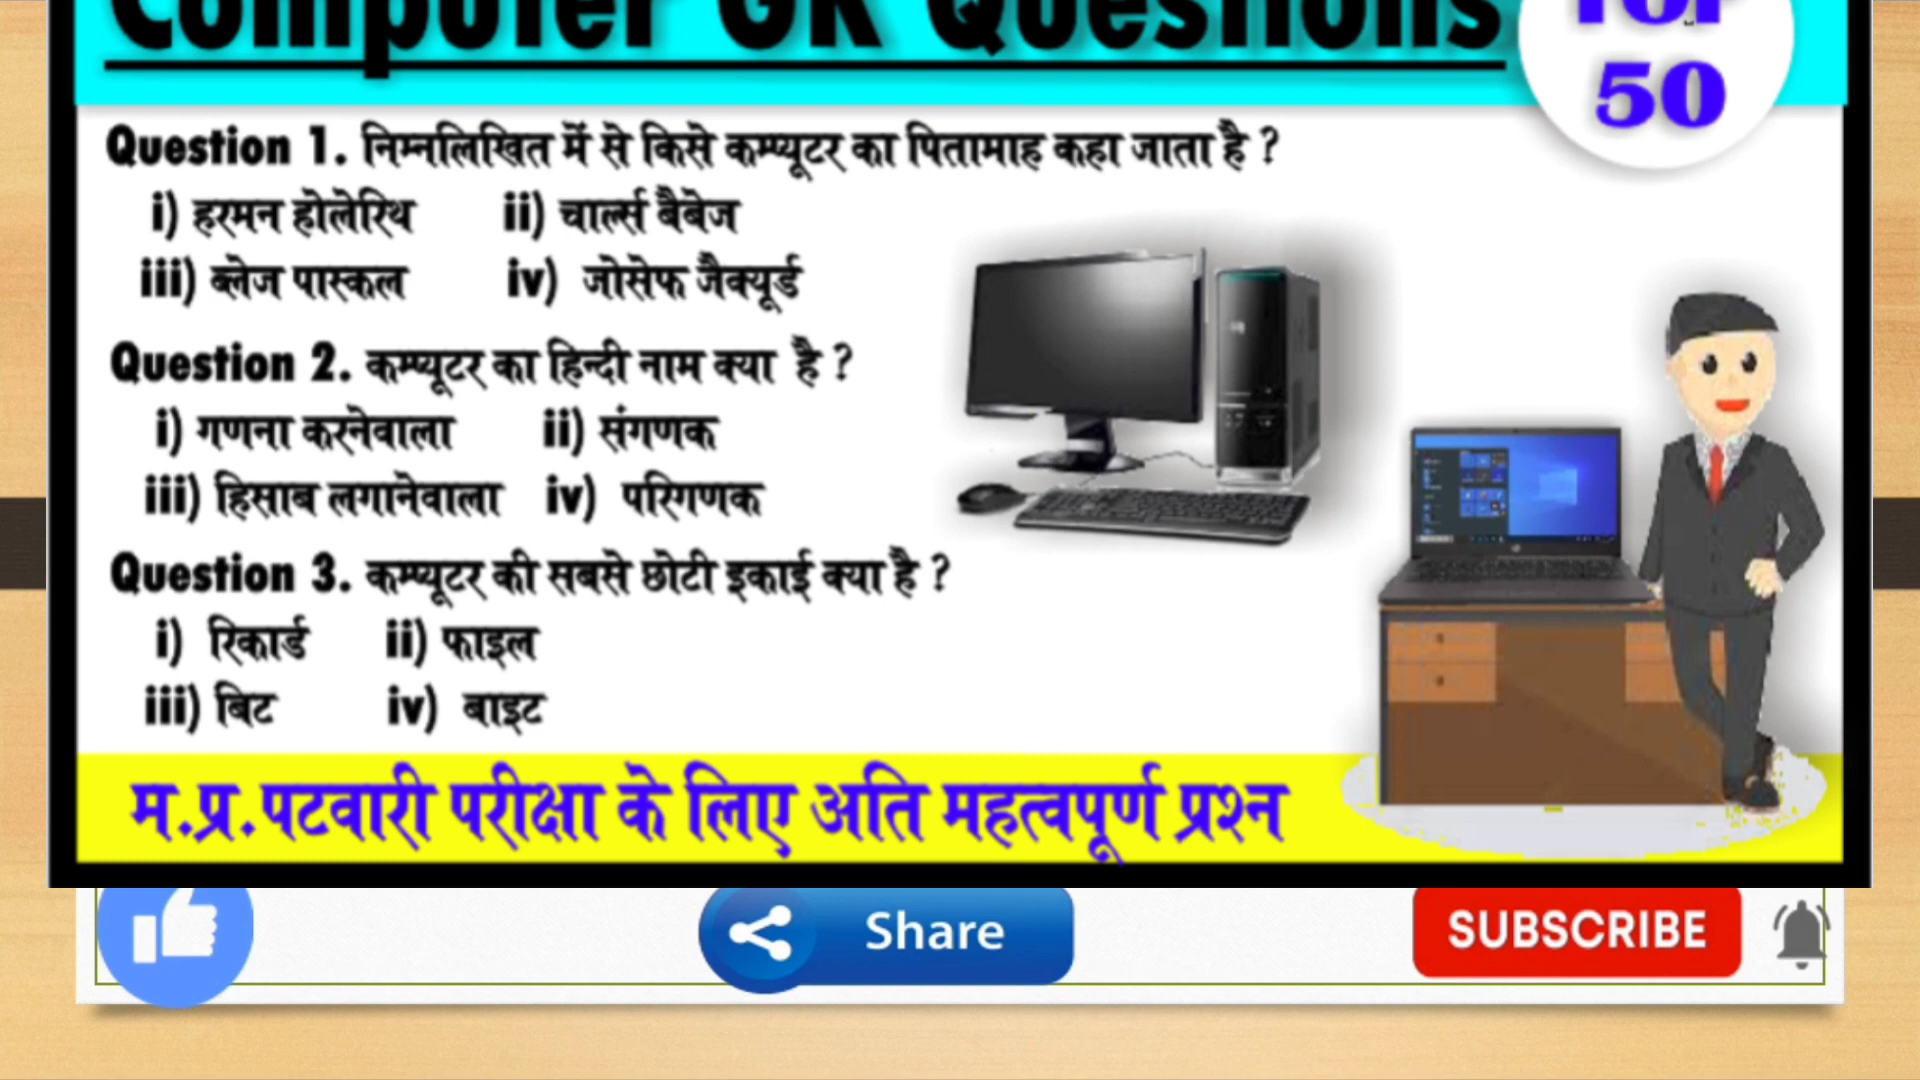 Computer GK Questions
TOP
50
Question 1. निम्नलिखित में से किसे कम्प्यूटर का पितामाह कहा जाता है ?
i) हरमन होलेरिथ ii) चार्ल्स बैबेज
iii) ब्लेज पास्कल iv) जोसेफ जैक्यूर्ड
Question 2. कम्प्यूटर का हिन्दी नाम क्या है ?
i) गणना करनेवाला ii) संगणक
iii) हिसाब लगानेवाला iv) परिगणक
Question 3. कम्प्यूटर की सबसे छोटी इकाई क्या है ?
i) रिकार्ड ii) फाइल
iii) बिट iv) बाइट
म.प्र.पटवारी परीक्षा के लिए अति महत्वपूर्ण प्रश्न
Share
SUBSCRIBE